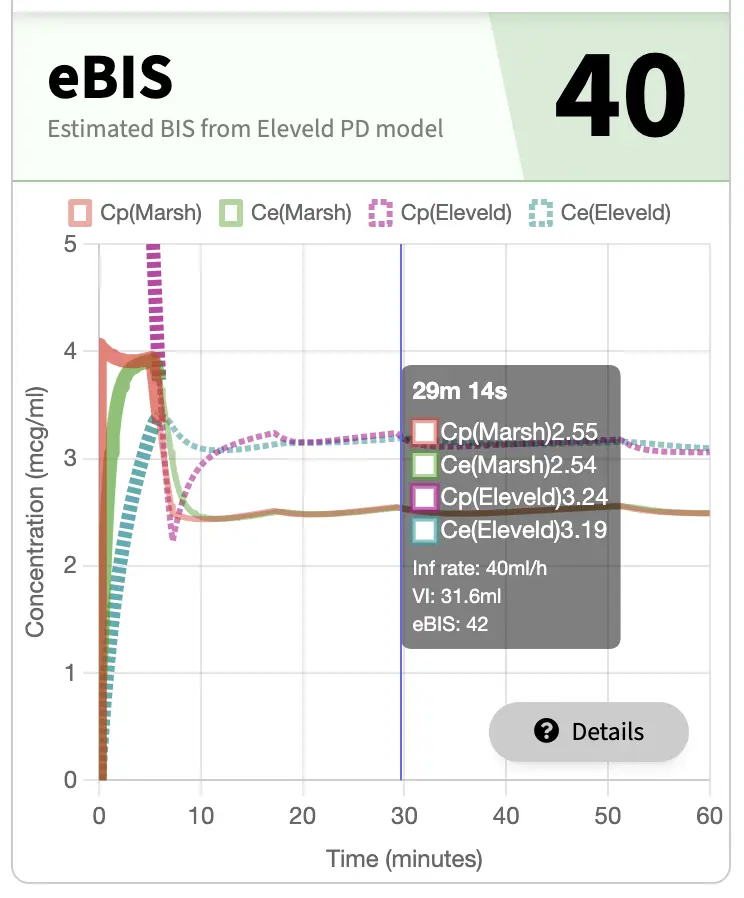 eBIS
Estimated BIS from Eleveld PD model
40
Cp(Marsh) Ce(Marsh) Cp(Eleveld) Ce(Eleveld)
5
4
3
2
1
0
Concentration (mcg/ml)
29m 14s
Cp(Marsh)2.55
Ce(Marsh)2.54
Cp(Eleveld)3.24
Ce(Eleveld)3.19
Inf rate: 40ml/h
VI: 31.6ml
eBIS: 42
? Details
0 10 20 30 40 50 60
Time (minutes)